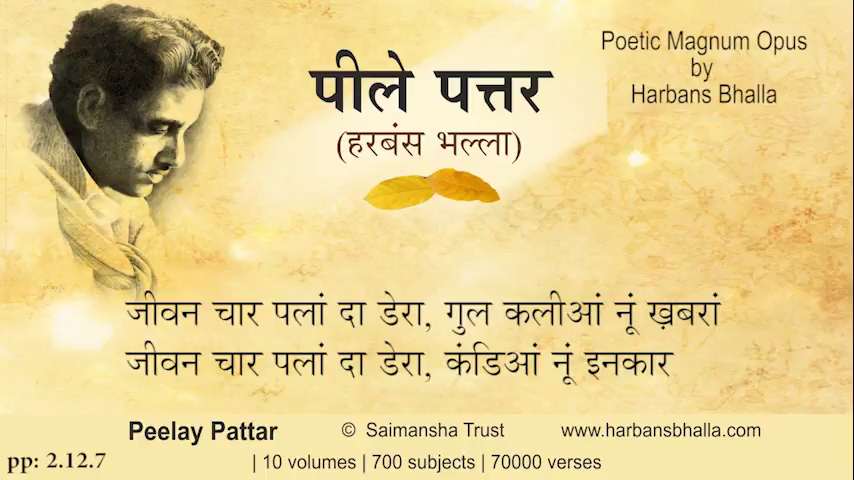 पीले पत्तर
(हरबंस भल्ला)
Poetic Magnum Opus
by
Harbans Bhalla
जीवन चार पलां दा डेरा, गुल कलीआं नूं ख़बरां
जीवन चार पलां दा डेरा, कंडिआं नूं इनकार
Peelay Pattar © Saimansha Trust www.harbansbhalla.com
pp: 2.12.7 | 10 volumes | 700 subjects | 70000 verses